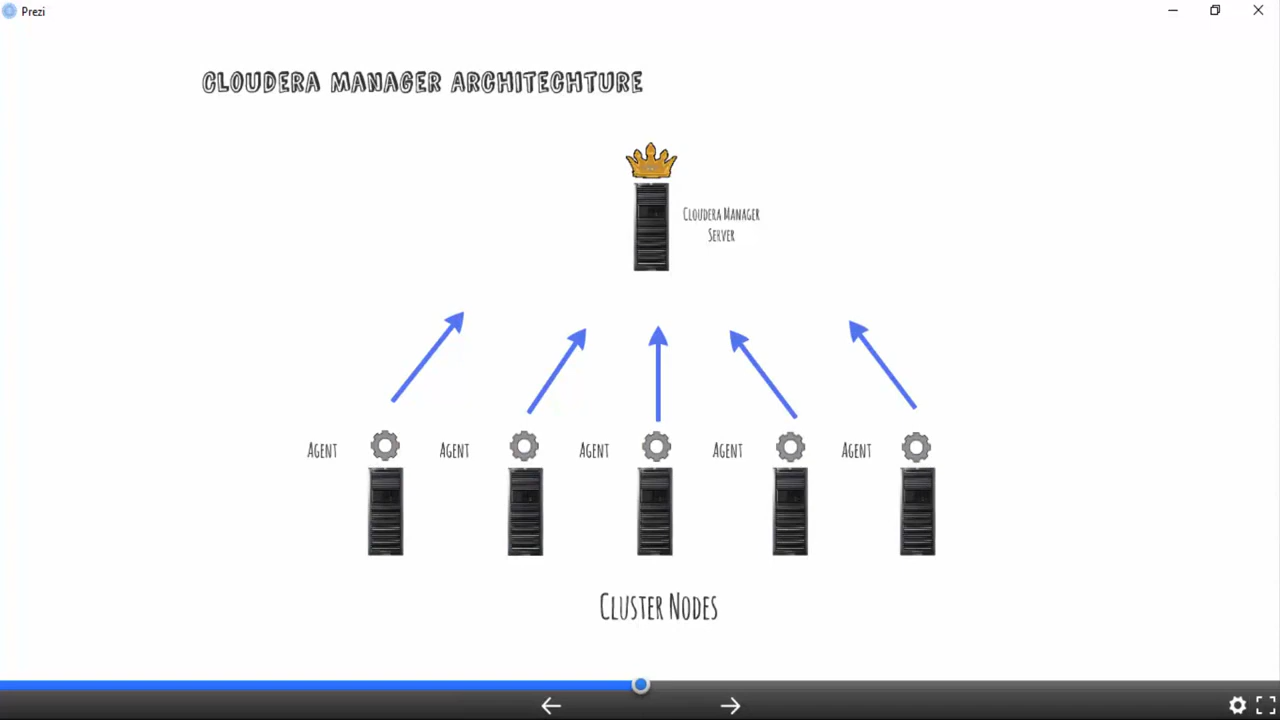 Prezi
CLOUDERA MANAGER ARCHITECHTURE
CLOUDERA MANAGER
SERVER
AGENT AGENT AGENT AGENT AGENT
CLUSTER NODES